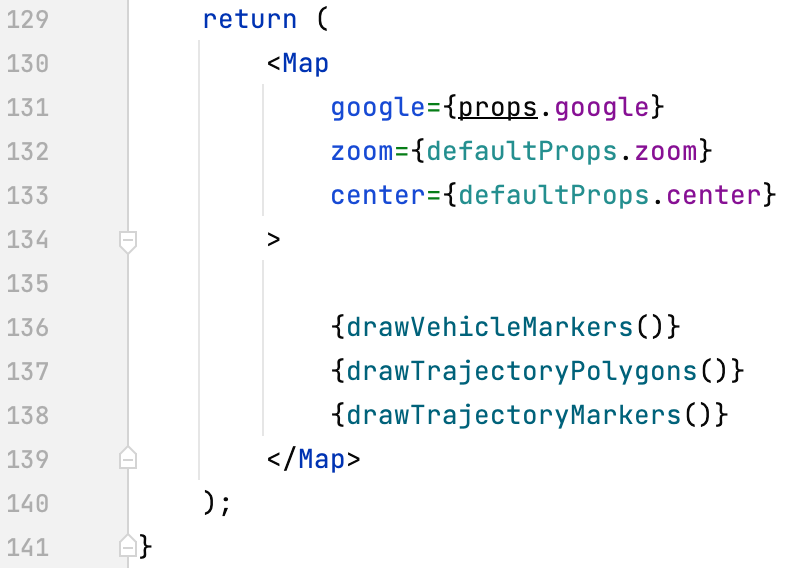 129 return (
130 <Map
131 google={props.google}
132 zoom={defaultProps.zoom}
133 center={defaultProps.center}
134 >
135
136 {drawVehicleMarkers()}
137 {drawTrajectoryPolygons()}
138 {drawTrajectoryMarkers()}
139 </Map>
140 );
141 }